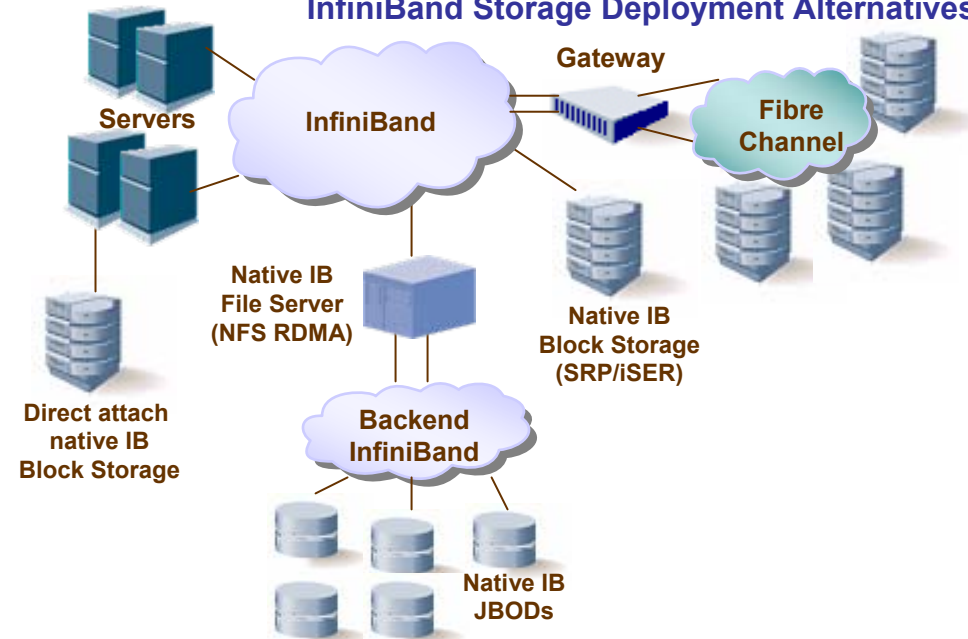 InfiniBand Storage Deployment Alternatives
Gateway
Servers
InfiniBand
Fibre
Channel
Native IB
File Server
(NFS RDMA)
Native IB
Block Storage
(SRP/iSER)
Direct attach
native IB
Block Storage
Backend
InfiniBand
Native IB
JBODs